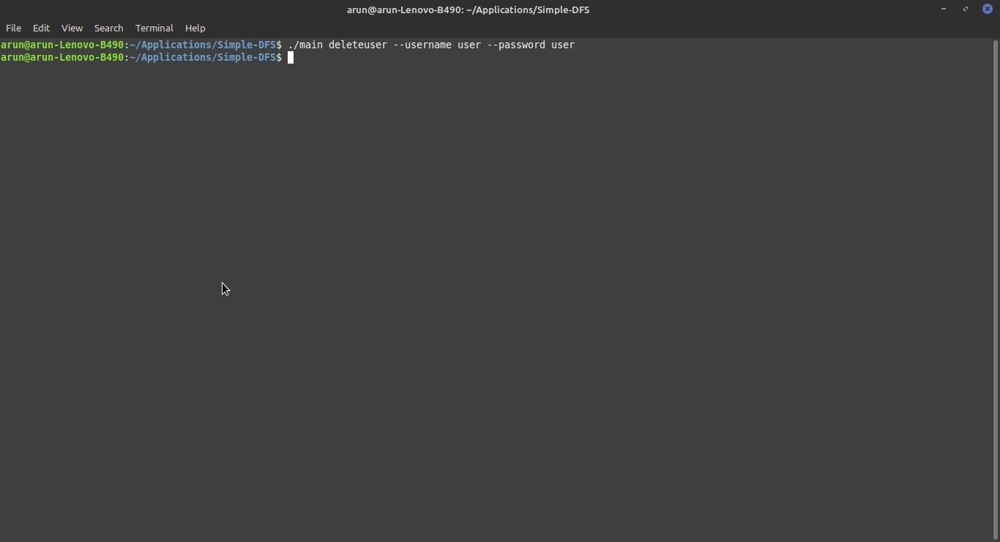 arun@arun-Lenovo-B490: ~/Applications/Simple-DFS
File Edit View Search Terminal Help
arun@arun-Lenovo-B490:~/Applications/Simple-DFS$ ./main deleteuser --username user --password user
arun@arun-Lenovo-B490:~/Applications/Simple-DFS$